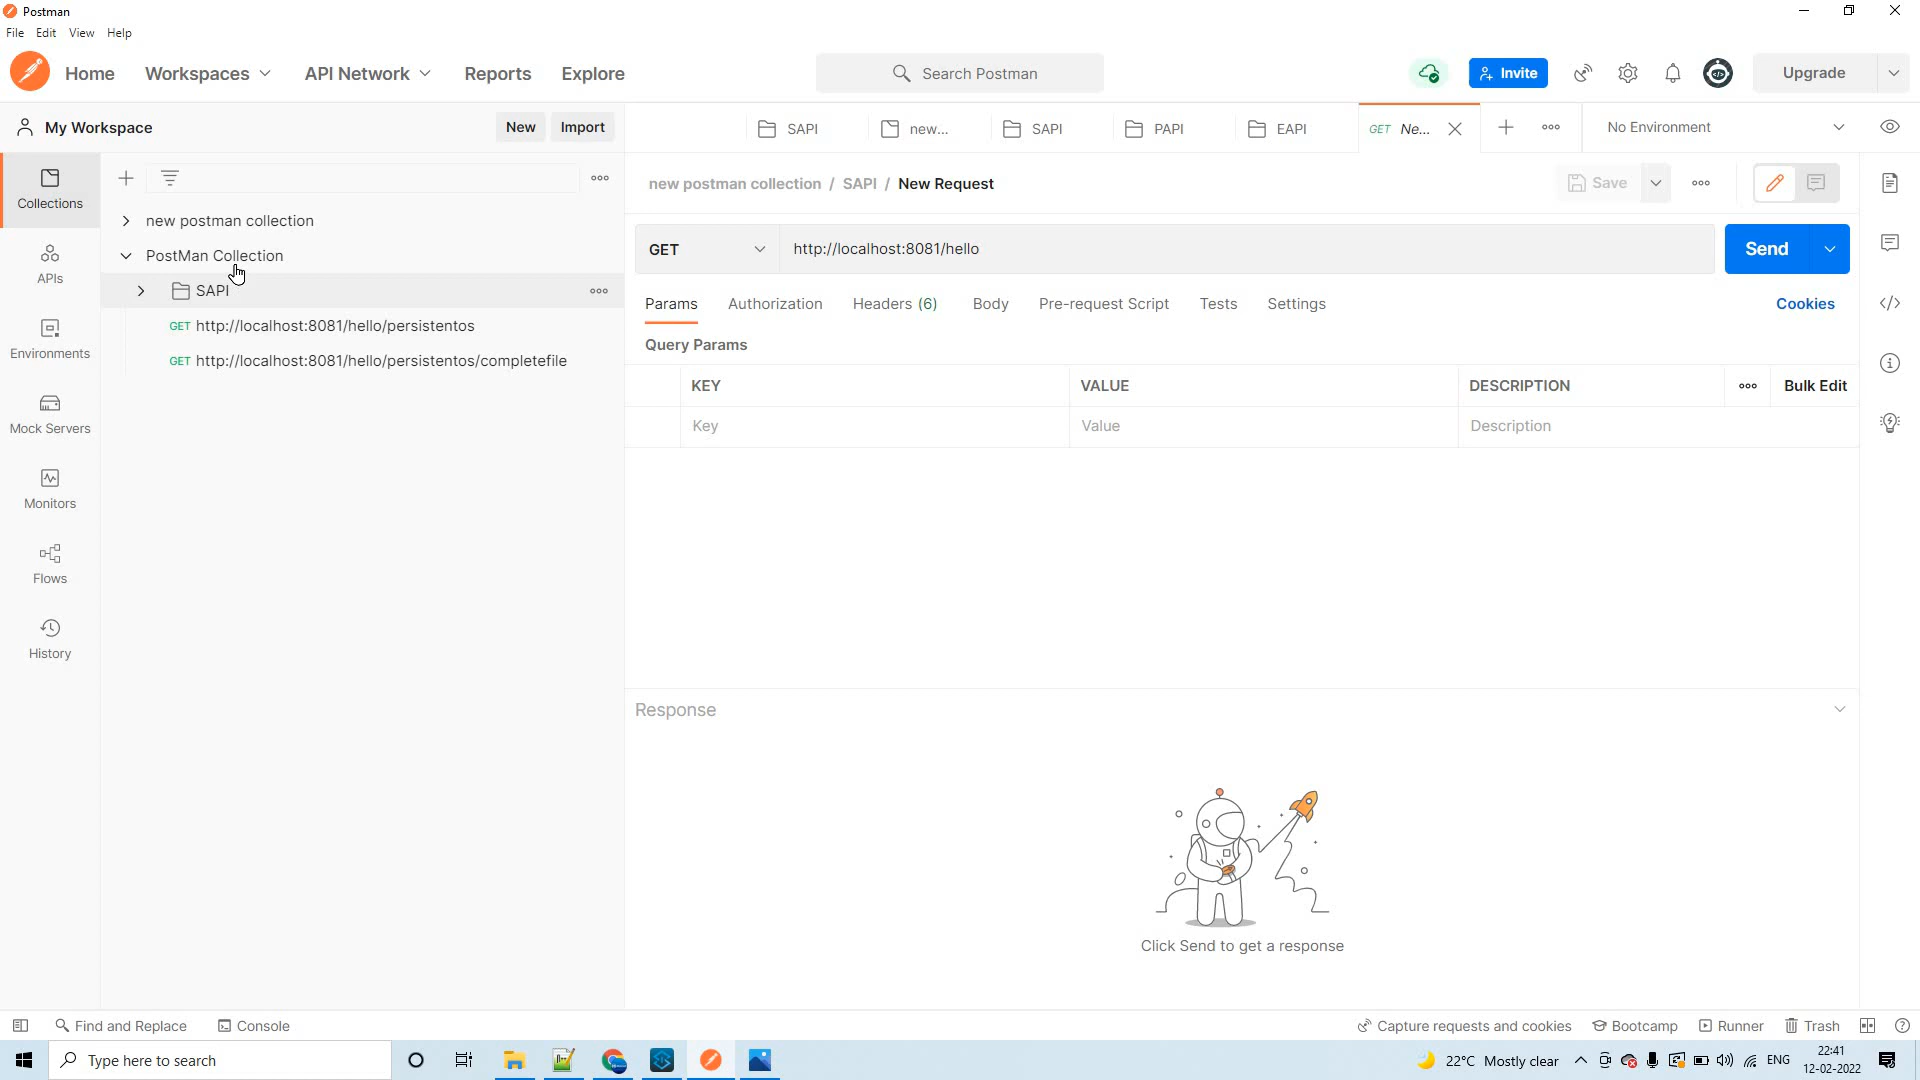 Postman
File Edit View Help
Home Workspaces API Network Reports Explore Search Postman Invite Upgrade
My Workspace New Import SAPI new... SAPI PAPI EAPI GET Ne... No Environment
Collections
new postman collection / SAPI / New Request Save
new postman collection
GET http://localhost:8081/hello Send
PostMan Collection
APIs
SAPI
Params Authorization Headers (6) Body Pre-request Script Tests Settings Cookies
GET http://localhost:8081/hello/persistentos
Environments
Query Params
GET http://localhost:8081/hello/persistentos/completefile
KEY VALUE DESCRIPTION Bulk Edit
Mock Servers
Key Value Description
Monitors
Flows
History
Response
Click Send to get a response
Find and Replace Console Capture requests and cookies Bootcamp Runner Trash
Type here to search 22°C Mostly clear ENG 22:41
12-02-2022